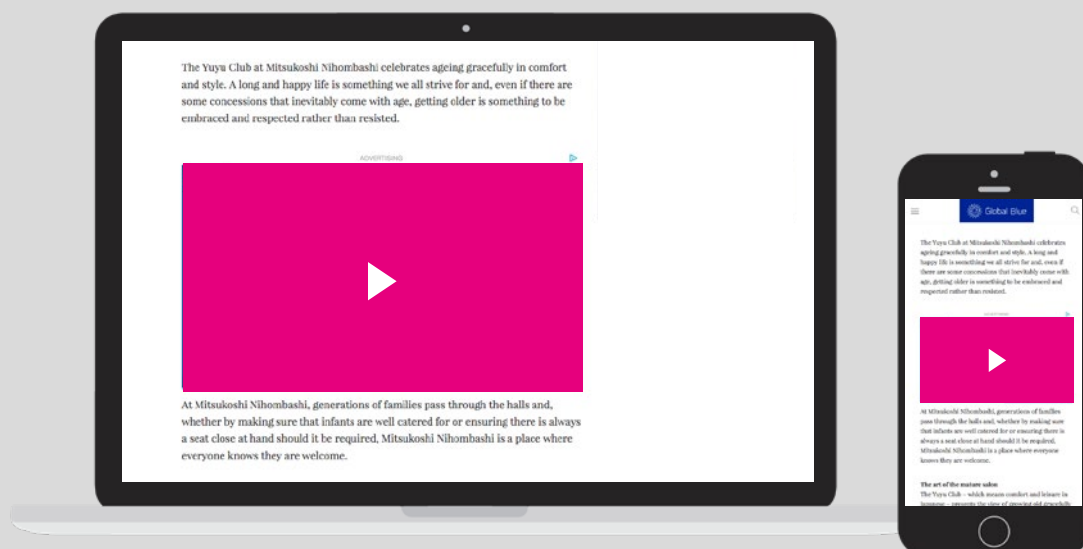 The Yuyu Club at Mitsukoshi Nihombashi celebrates ageing gracefully in comfort
and style. A long and happy life is something we all strive for and, even if there are
some concessions that inevitably come with age, getting older is something to be
embraced and respected rather than resisted.
ADVERTISING
At Mitsukoshi Nihombashi, generations of families pass through the halls and,
whether by making sure that infants are well catered for or ensuring there is always
a seat close at hand should it be required, Mitsukoshi Nihombashi is a place where
everyone knows they are welcome.
Global Blue
The Yuyu Club at Mitsukoshi Nihombashi celebrates
ageing gracefully in comfort and style. A long and
happy life is something we all strive for and, even if
there are some concessions that inevitably come with
age, getting older is something to be embraced and
respected rather than resisted.
ADVERTISING
At Mitsukoshi Nihombashi, generations of families
pass through the halls and, whether by making sure
that infants are well catered for or ensuring there is
always a seat close at hand should it be required,
Mitsukoshi Nihombashi is a place where everyone
knows they are welcome.
The art of the mature salon
The Yuyu Club – which means comfort and leisure in
Japanese – presents the view of growing old gracefully